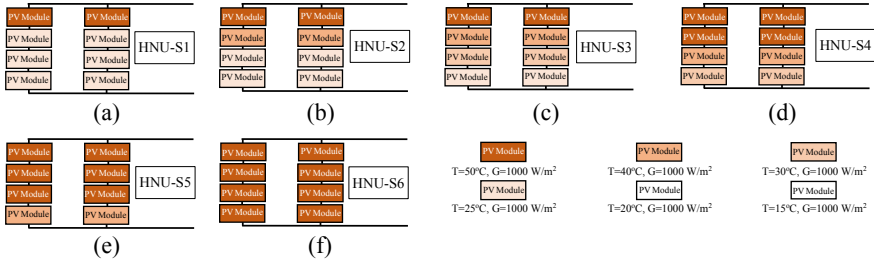 PV Module PV Module
PV Module PV Module
PV Module PV Module
PV Module PV Module
HNU-S1
(a)
PV Module PV Module
PV Module PV Module
PV Module PV Module
PV Module PV Module
HNU-S2
(b)
PV Module PV Module
PV Module PV Module
PV Module PV Module
PV Module PV Module
HNU-S3
(c)
PV Module PV Module
PV Module PV Module
PV Module PV Module
PV Module PV Module
HNU-S4
(d)
PV Module PV Module
PV Module PV Module
PV Module PV Module
PV Module PV Module
HNU-S5
(e)
PV Module PV Module
PV Module PV Module
PV Module PV Module
PV Module PV Module
HNU-S6
(f)
PV Module
T=50ºC, G=1000 W/m²
PV Module
T=40ºC, G=1000 W/m²
PV Module
T=30ºC, G=1000 W/m²
PV Module
T=25ºC, G=1000 W/m²
PV Module
T=20ºC, G=1000 W/m²
PV Module
T=15ºC, G=1000 W/m²